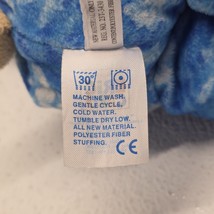 30°
MACHINE WASH,
GENTLE CYCLE.
COLD WATER,
TUMBLE DRY LOW.
ALL NEW MATERIAL,
POLYESTER FIBER
STUFFING.
CE